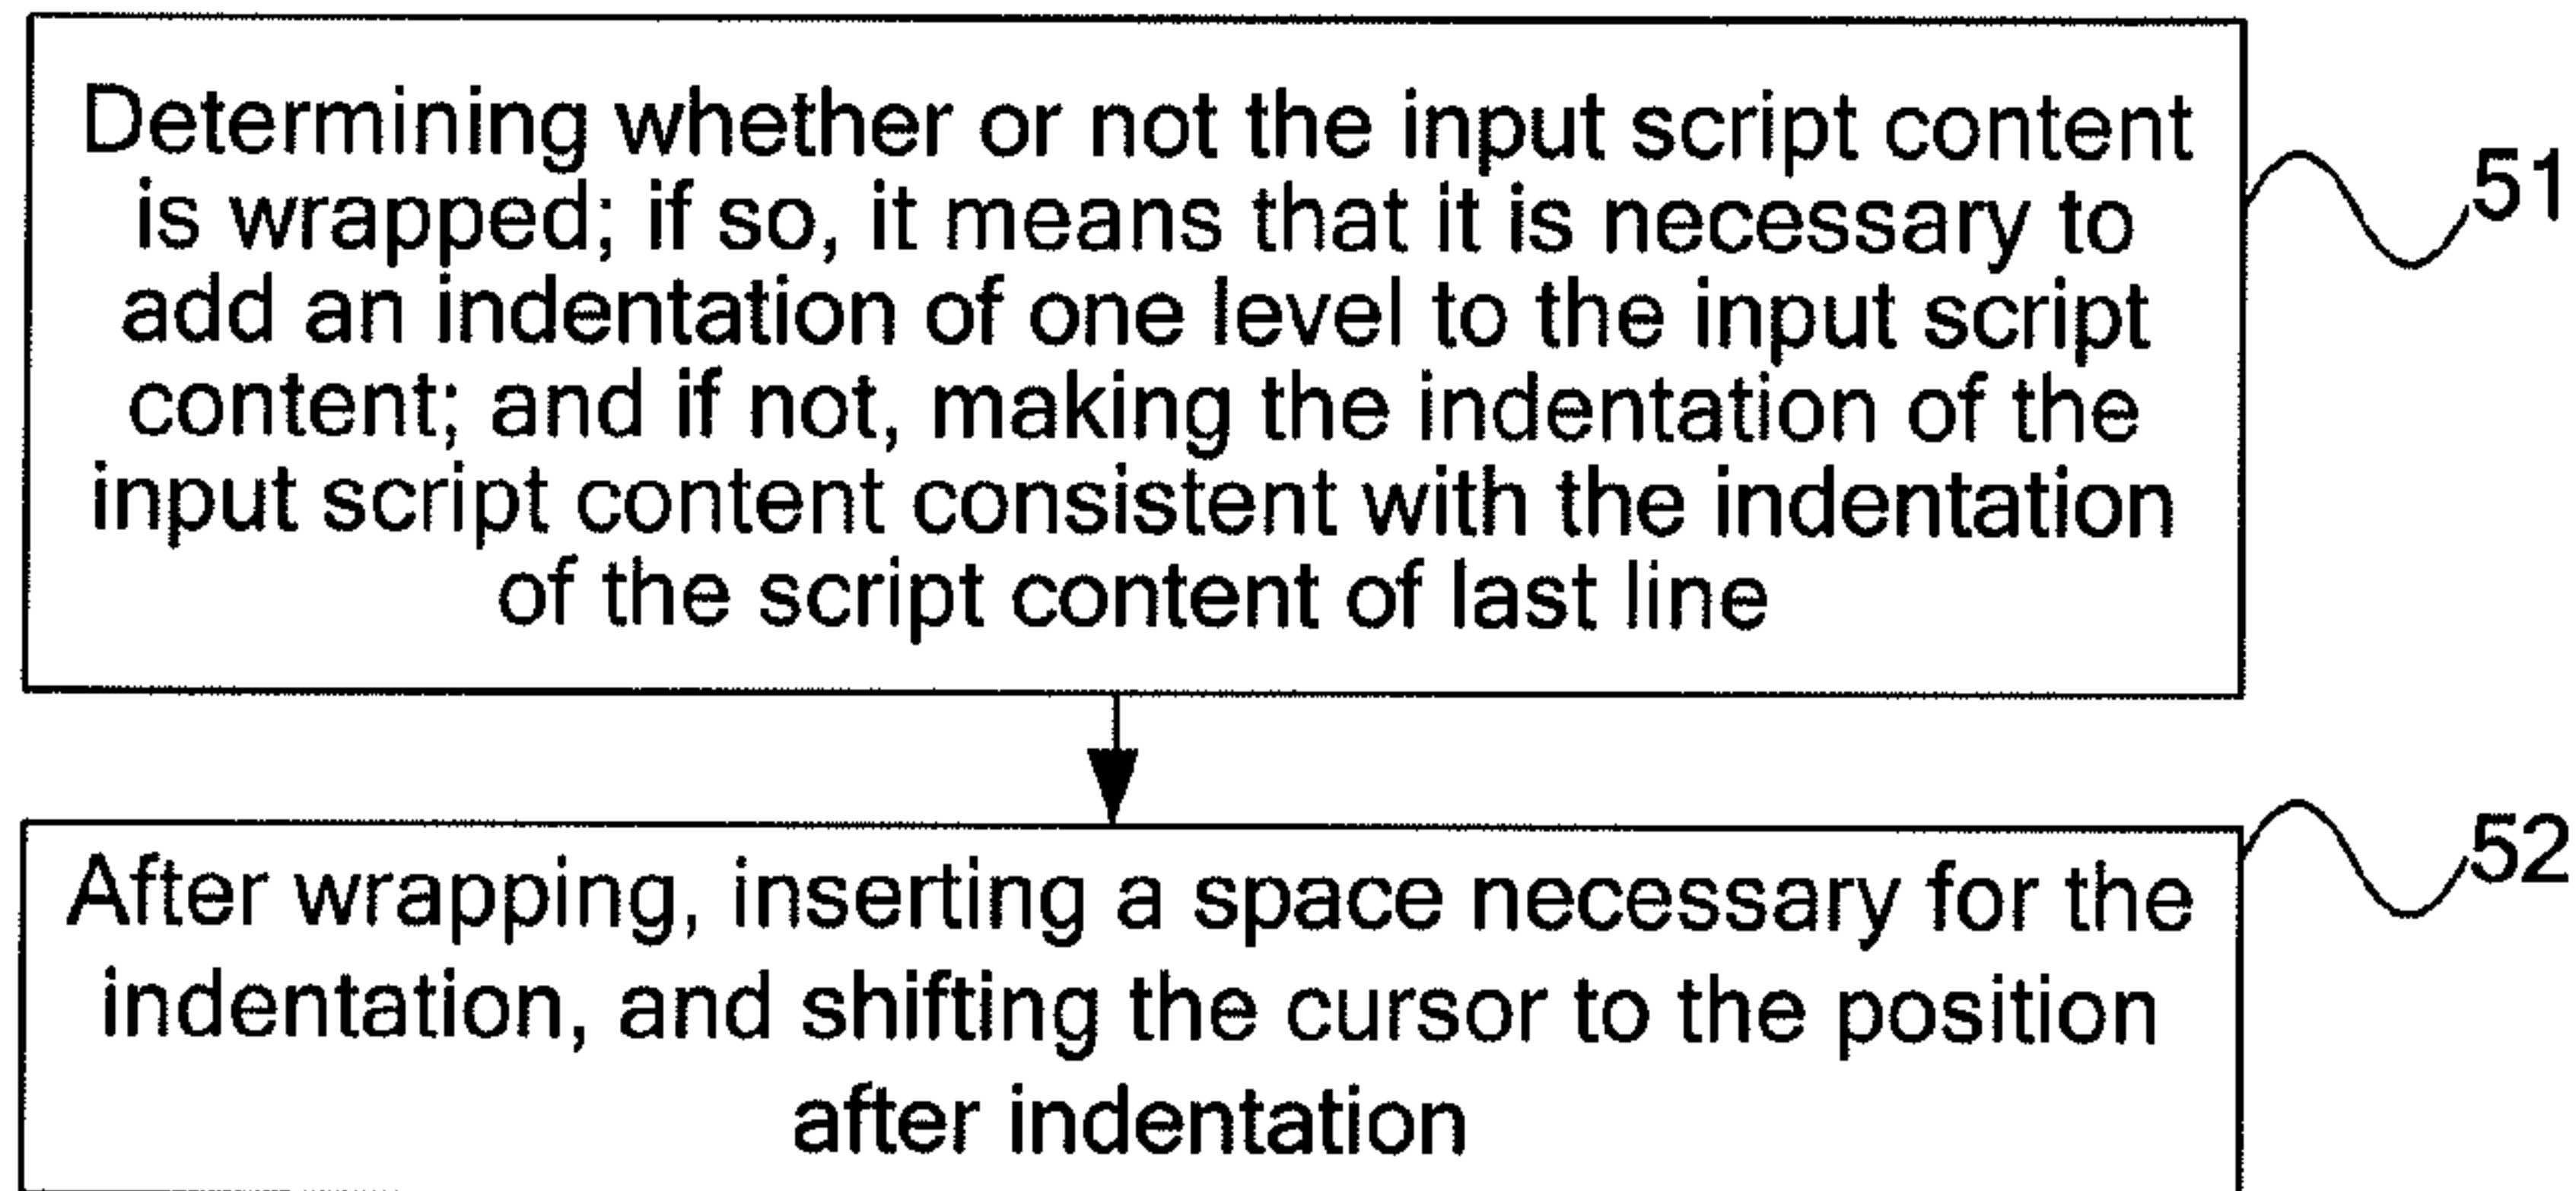 Determining whether or not the input script content
is wrapped; if so, it means that it is necessary to
add an indentation of one level to the input script
content; and if not, making the indentation of the
input script content consistent with the indentation
of the script content of last line
51
After wrapping, inserting a space necessary for the
indentation, and shifting the cursor to the position
after indentation
52